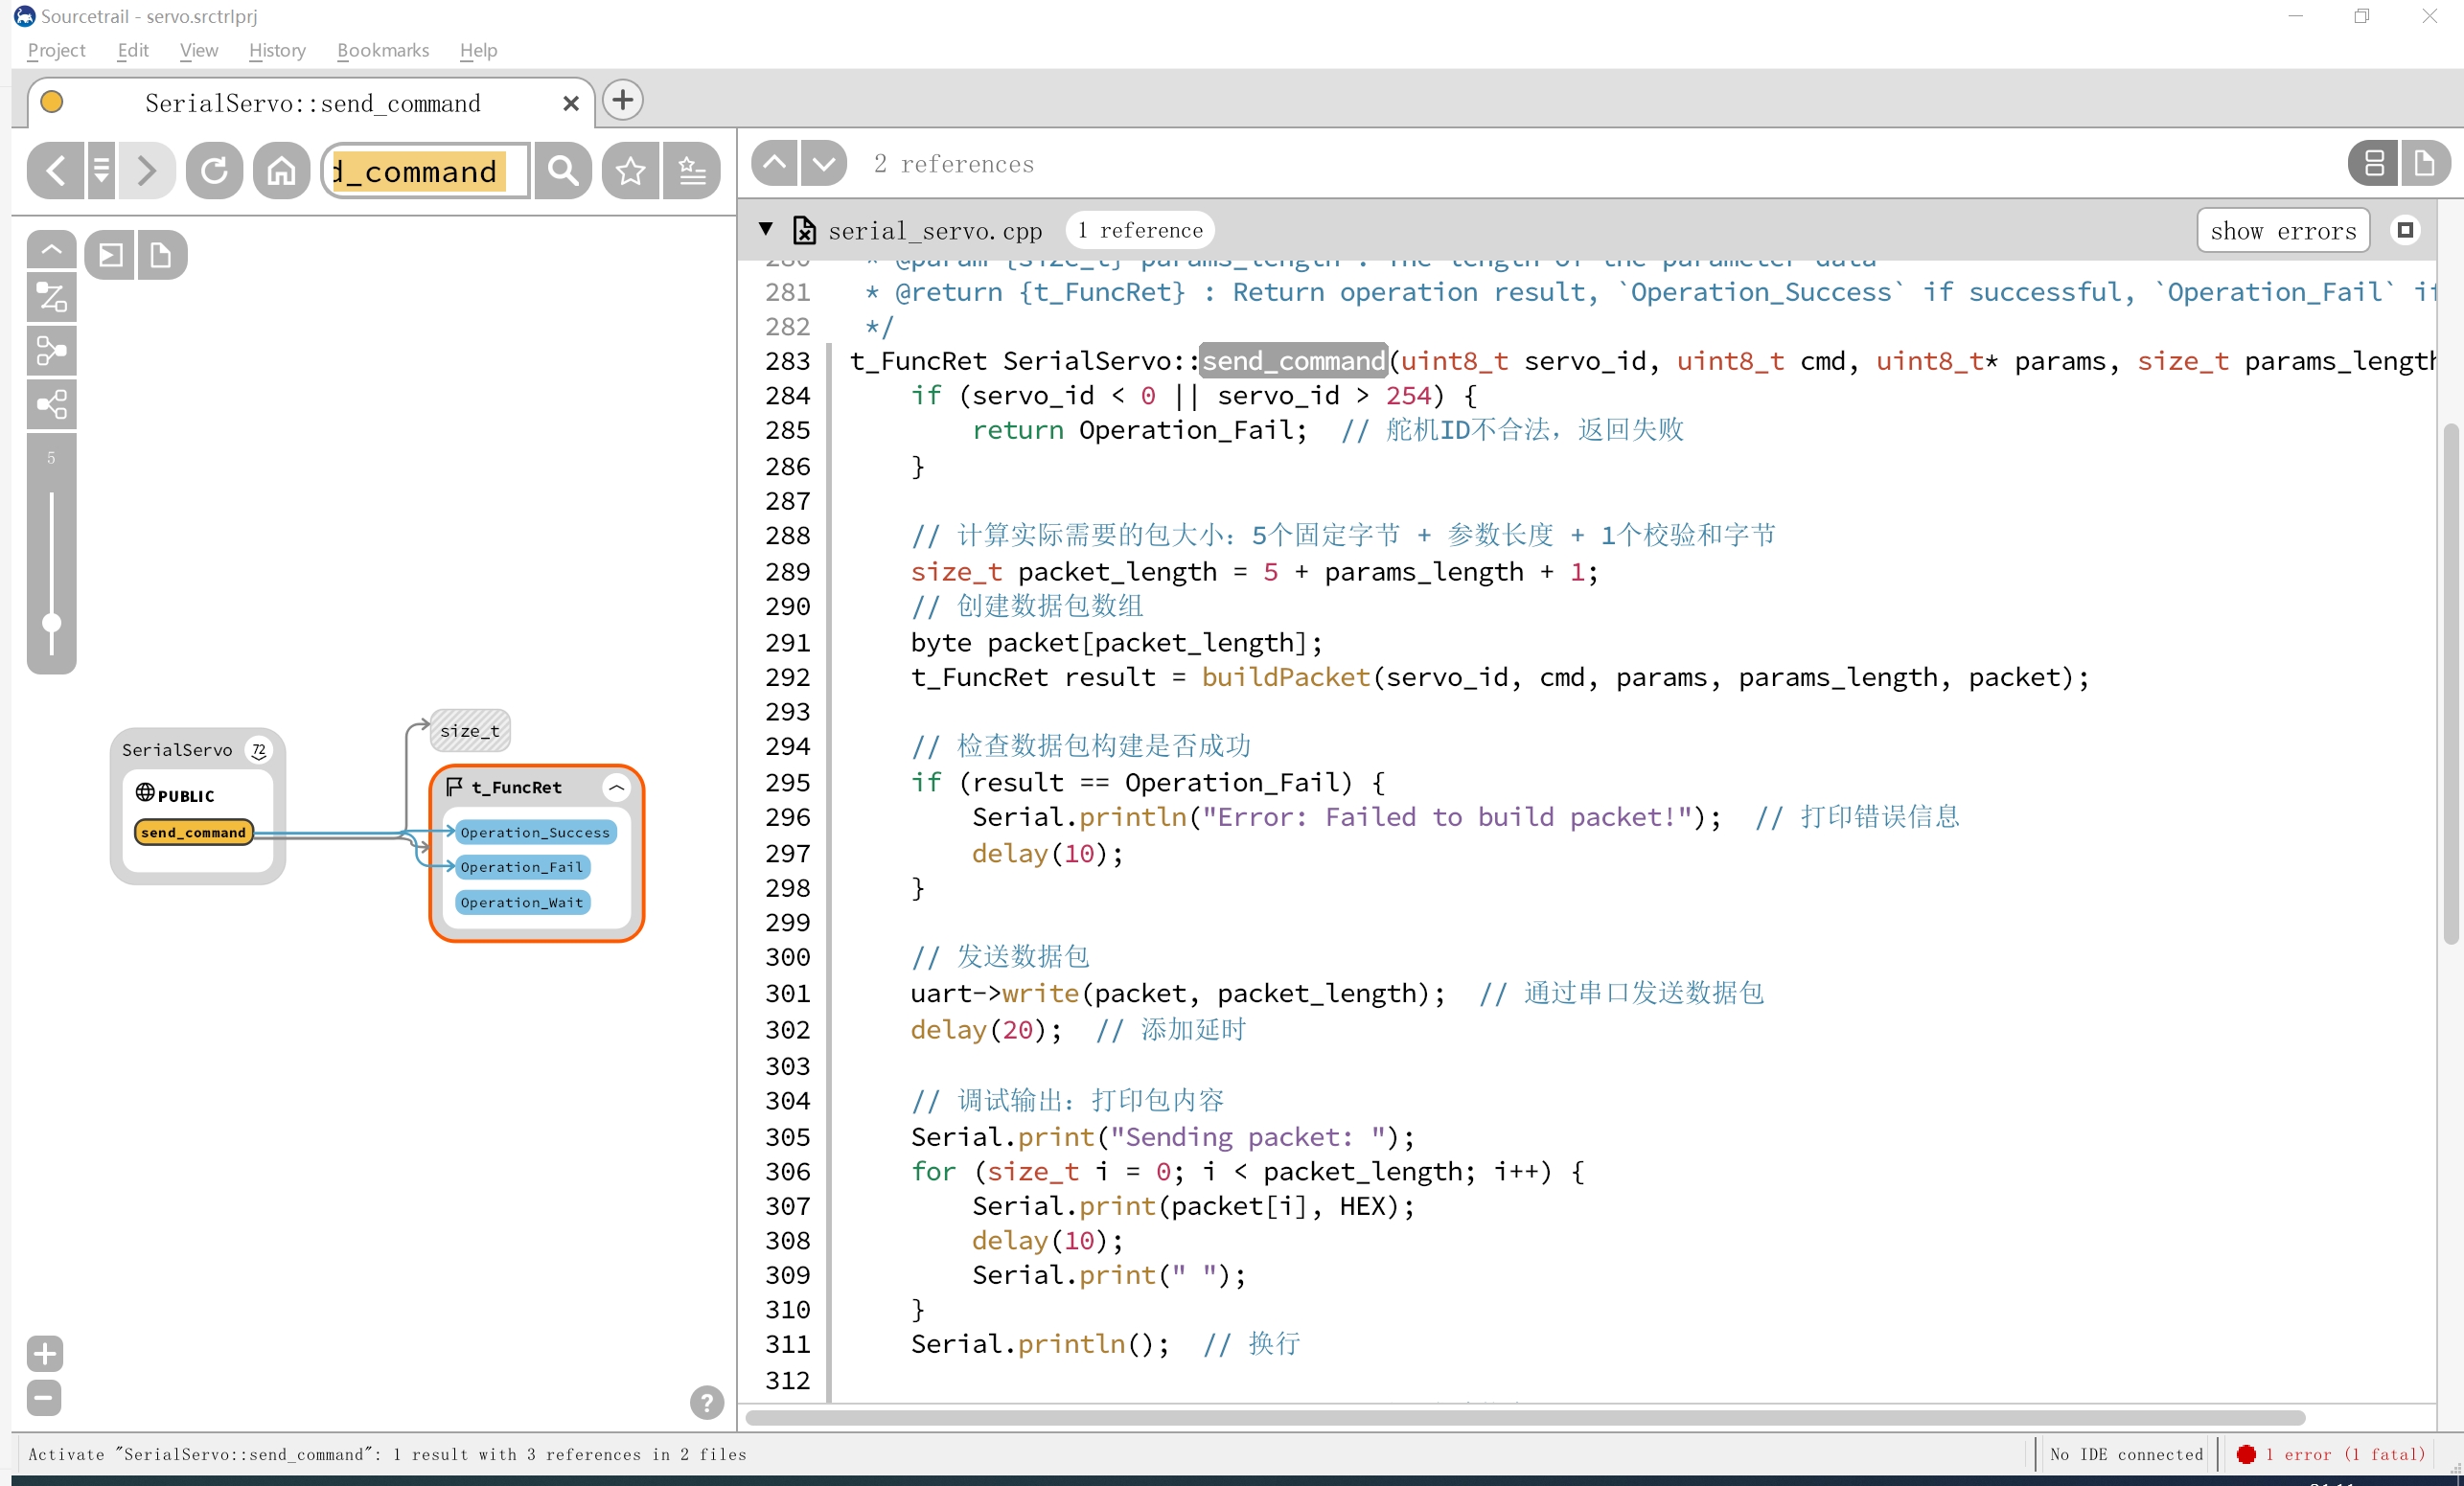 Sourcetrail - servo.srctrlprj
Project Edit View History Bookmarks Help
SerialServo::send_command
d_command
2 references
serial_servo.cpp 1 reference show errors
281 * @return {t_FuncRet} : Return operation result, `Operation_Success` if successful, `Operation_Fail` if
282 */
283 t_FuncRet SerialServo::send_command(uint8_t servo_id, uint8_t cmd, uint8_t* params, size_t params_length
284 if (servo_id < 0 || servo_id > 254) {
285 return Operation_Fail; // 舵机ID不合法，返回失败
286 }
287
288 // 计算实际需要的包大小：5个固定字节 + 参数长度 + 1个校验和字节
289 size_t packet_length = 5 + params_length + 1;
290 // 创建数据包数组
291 byte packet[packet_length];
292 t_FuncRet result = buildPacket(servo_id, cmd, params, params_length, packet);
293
294 // 检查数据包构建是否成功
295 if (result == Operation_Fail) {
296 Serial.println("Error: Failed to build packet!"); // 打印错误信息
297 delay(10);
298 }
299
300 // 发送数据包
301 uart->write(packet, packet_length); // 通过串口发送数据包
302 delay(20); // 添加延时
303
304 // 调试输出：打印包内容
305 Serial.print("Sending packet: ");
306 for (size_t i = 0; i < packet_length; i++) {
307 Serial.print(packet[i], HEX);
308 delay(10);
309 Serial.print(" ");
310 }
311 Serial.println(); // 换行
312
5
size_t
SerialServo 72
PUBLIC
send_command
t_FuncRet
Operation_Success
Operation_Fail
Operation_Wait
?
Activate "SerialServo::send_command": 1 result with 3 references in 2 files
No IDE connected
1 error (1 fatal)